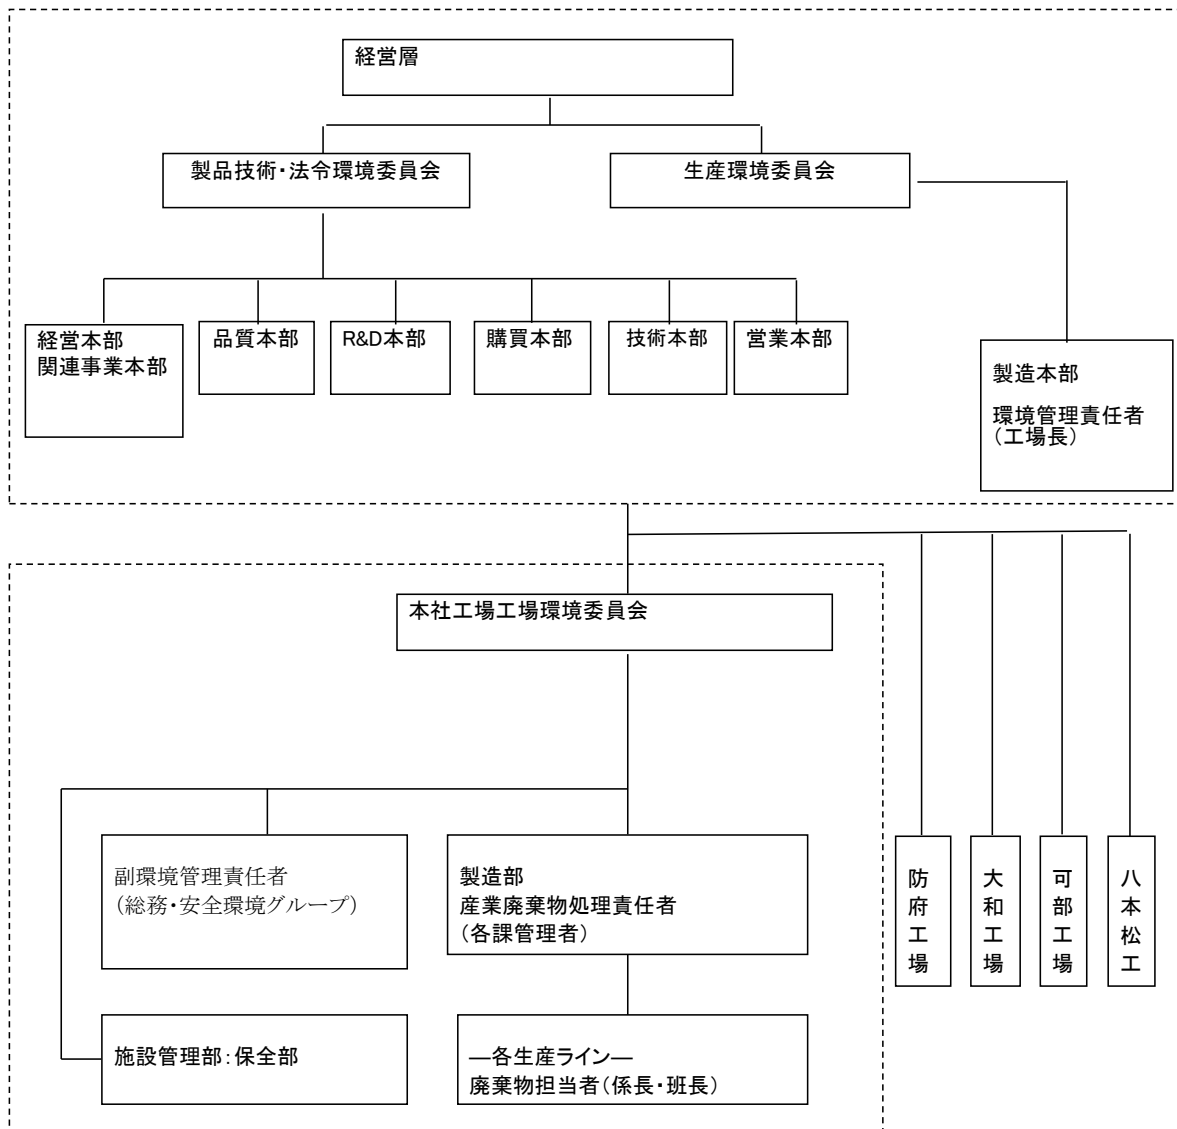 経営層
製品技術・法令環境委員会
生産環境委員会
経営本部
関連事業本部
品質本部
R&D本部
購買本部
技術本部
営業本部
製造本部
環境管理責任者
(工場長)
本社工場工場環境委員会
副環境管理責任者
(総務・安全環境グループ)
製造部
産業廃棄物処理責任者
(各課管理者)
防府工場
大和工場
可部工場
八本松工
施設管理部:保全部
―各生産ライン―
廃棄物担当者(係長・班長)